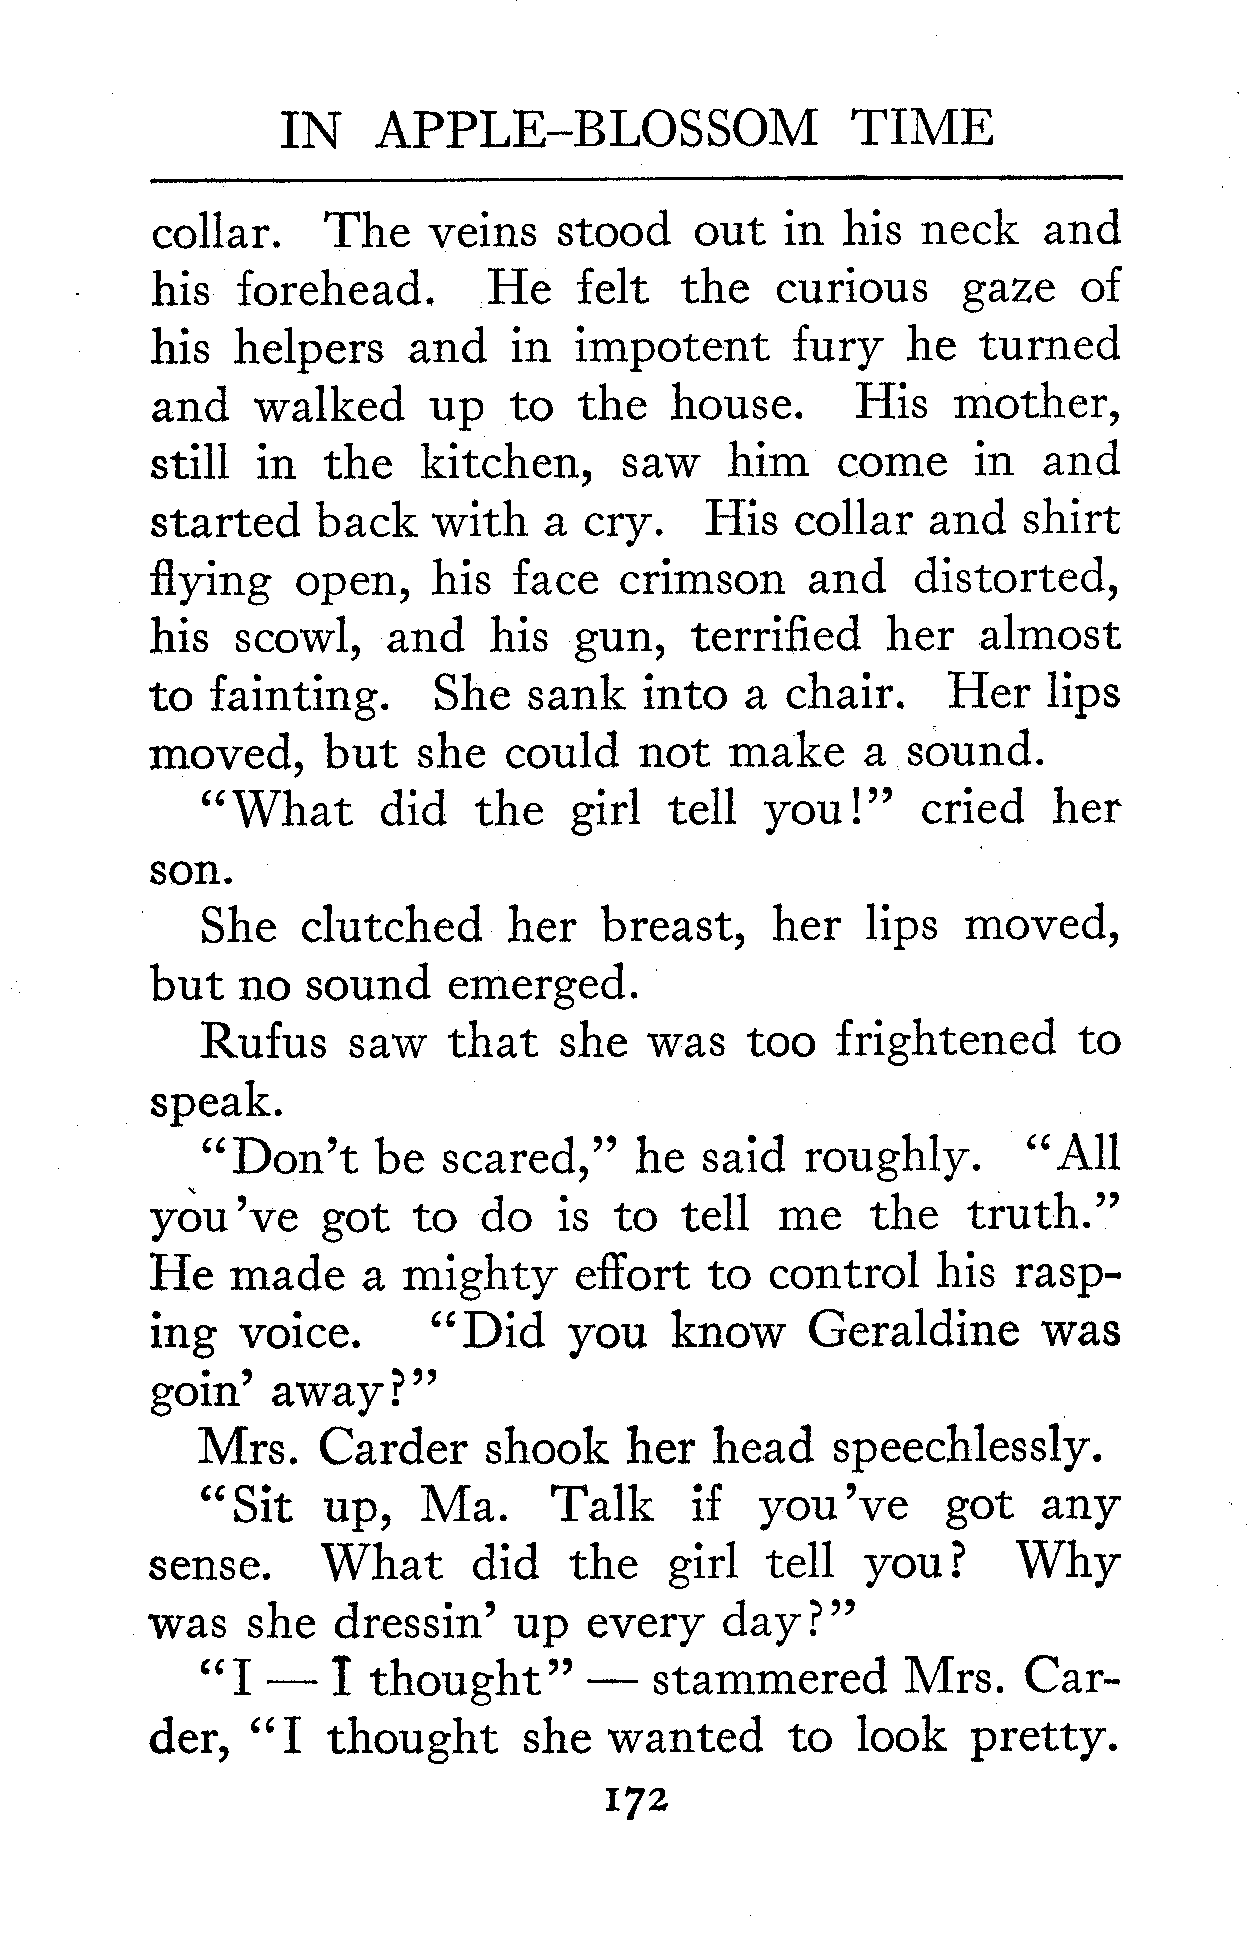 IN APPLE-BLOSSOM TIME
collar. The veins stood out in his neck and
his forehead. He felt the curious gaze of
his helpers and in impotent fury he turned
and walked up to the house. His mother,
still in the kitchen, saw him come in and
started back with a cry. His collar and shirt
flying open, his face crimson and distorted,
his scowl, and his gun, terrified her almost
to fainting. She sank into a chair. Her lips
moved, but she could not make a sound.
"What did the girl tell you!" cried her
son.
She clutched her breast, her lips moved,
but no sound emerged.
Rufus saw that she was too frightened to
speak.
"Don't be scared," he said roughly. "All
you 've got to do is to tell me the truth."
He made a mighty effort to control his rasp-
ing voice. "Did you know Geraldine was
goin' away?"
Mrs. Carder shook her head speechlessly.
"Sit up, Ma. Talk if you 've got any
sense. What did the girl tell you? Why
was she dressin' up every day?"
"I — I thought" — stammered Mrs. Car-
der, "I thought she wanted to look pretty.
172